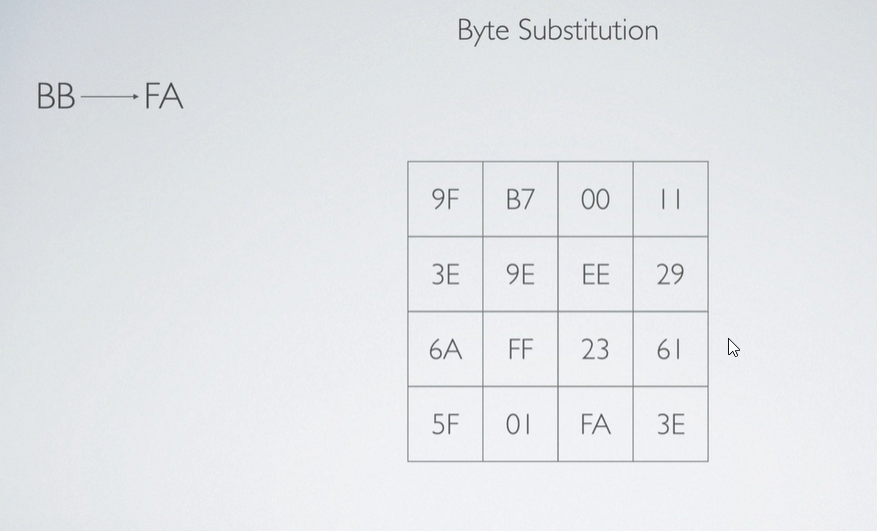 Byte Substitution
BB → FA
9F B7 00 11
3E 9E EE 29
6A FF 23 61
5F 01 FA 3E